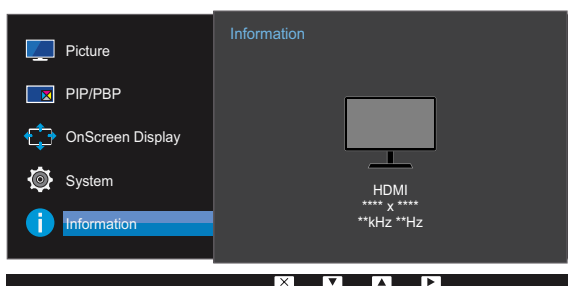 Picture
PIP/PBP
OnScreen Display
System
Information
Information
HDMI
**** x ****
**kHz **Hz